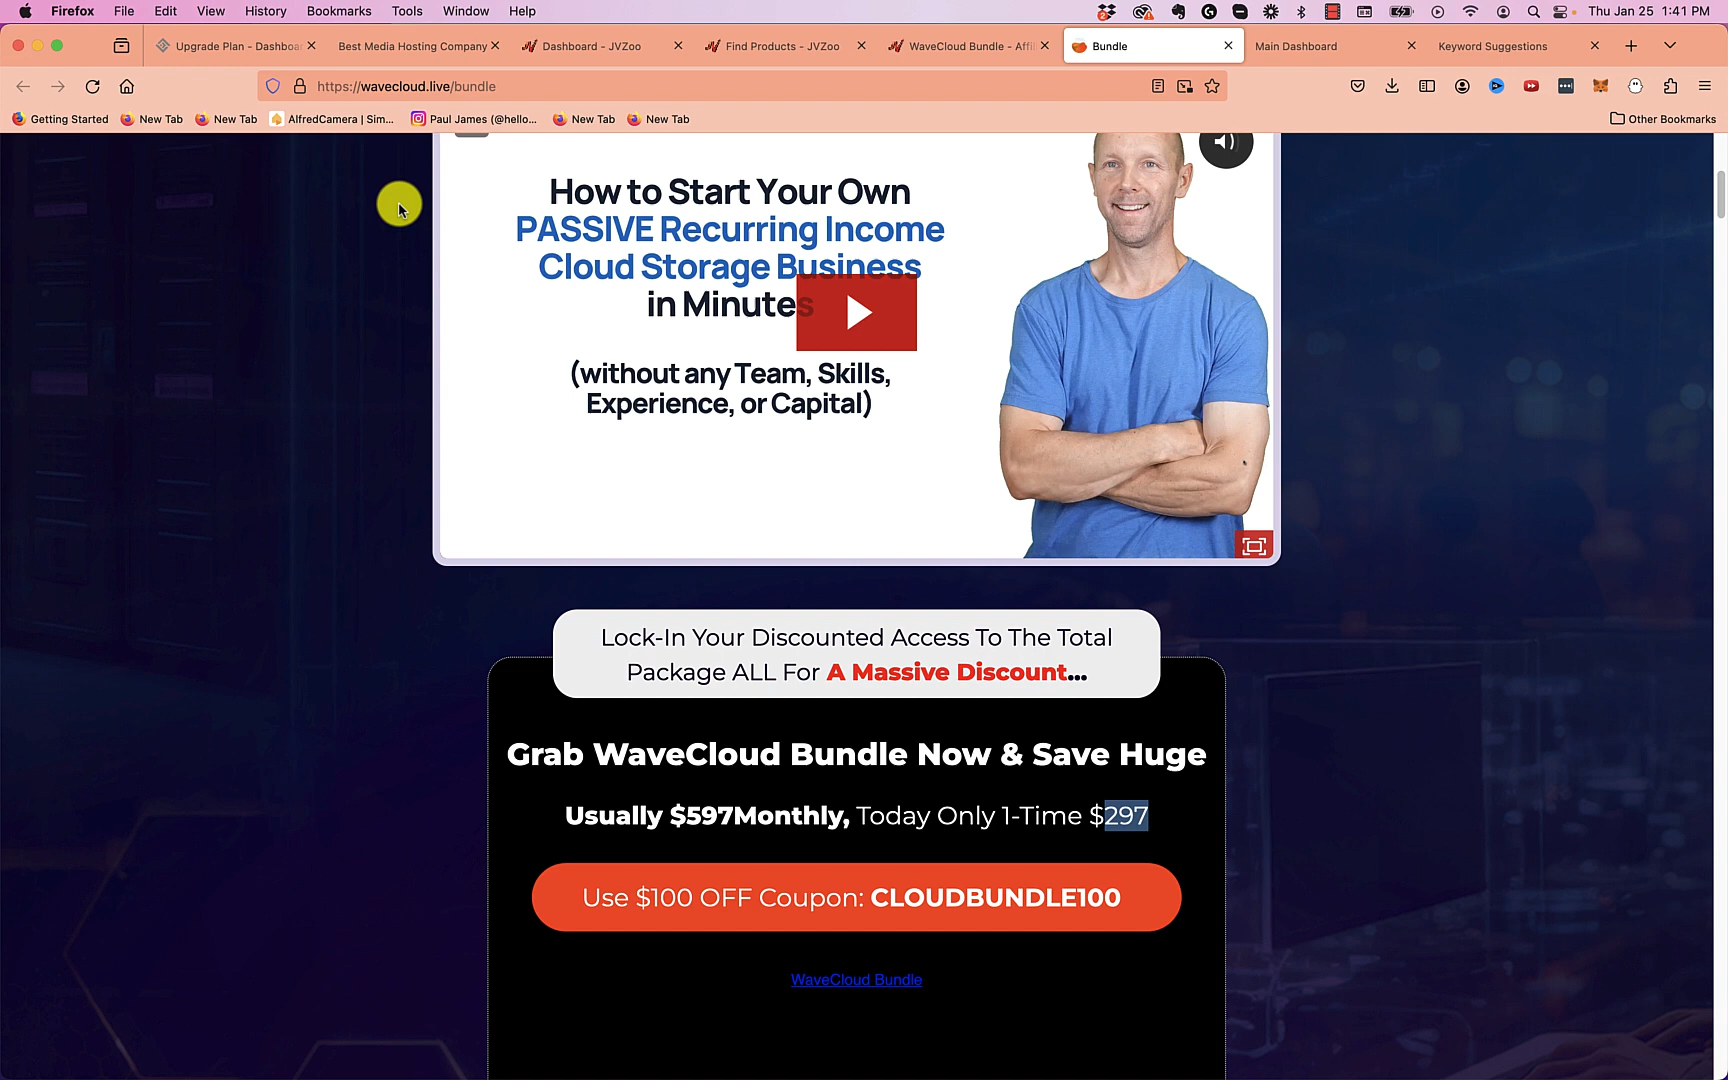 Firefox File Edit View History Bookmarks Tools Window Help Thu Jan 25 1:41 PM
Upgrade Plan - Dashboa Best Media Hosting Company Dashboard - JVZoo Find Products - JVZoo WaveCloud Bundle - Affi Bundle Main Dashboard Keyword Suggestions
https://wavecloud.live/bundle
Getting Started New Tab New Tab AlfredCamera | Sim... Paul James (@hello... New Tab New Tab Other Bookmarks
How to Start Your Own
PASSIVE Recurring Income
Cloud Storage Business
in Minutes
(without any Team, Skills,
Experience, or Capital)
Lock-In Your Discounted Access To The Total
Package ALL For A Massive Discount...
Grab WaveCloud Bundle Now & Save Huge
Usually $597Monthly, Today Only 1-Time $297
Use $100 OFF Coupon: CLOUDBUNDLE100
WaveCloud Bundle